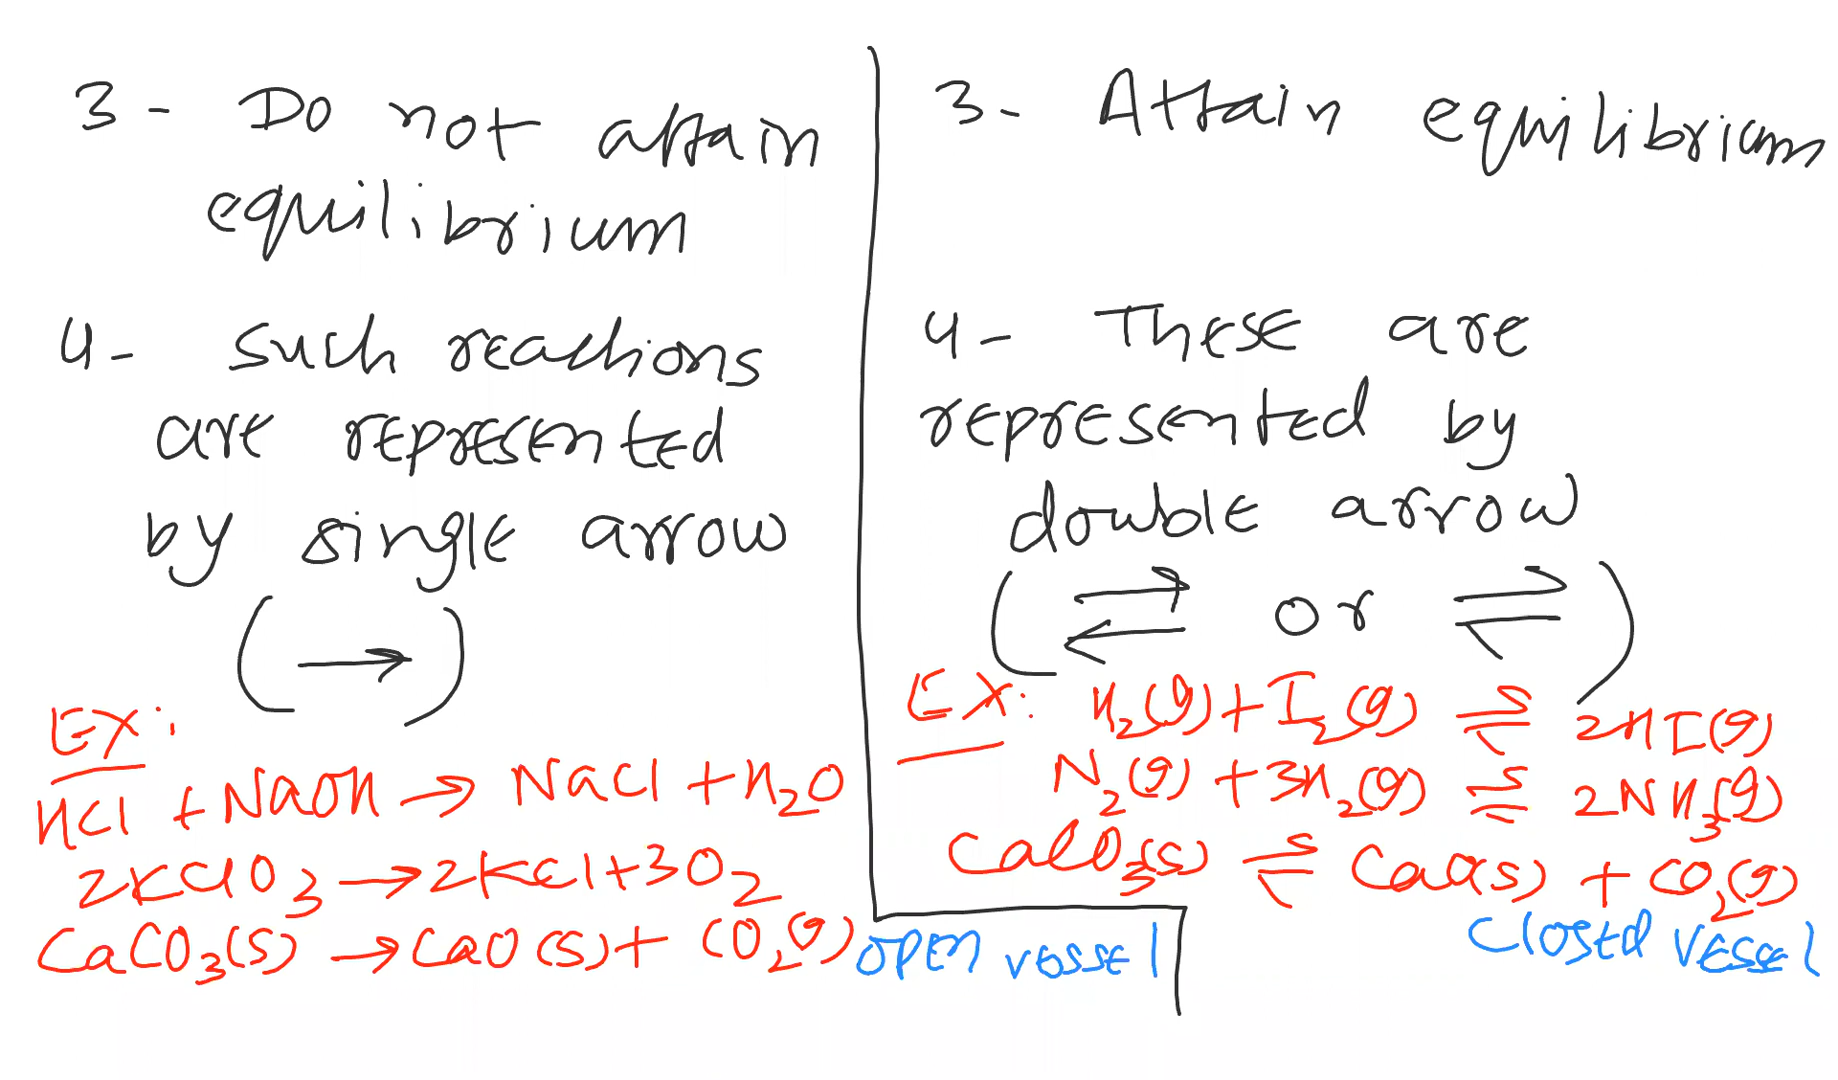 3- Do not attain
equilibrium
4- such reactions
are represented
by single arrow
(→)
Ex:
HCl + NaOH → NaCl + H₂O
2KClO₃ → 2KCl + 3O₂
CaCO₃(s) → CaO(s) + CO₂(g) open vessel
3- Attain equilibrium
4- These are
represented by
double arrow
(⇄ or ⇌)
Ex: H₂(g) + I₂(g) ⇌ 2HI(g)
N₂(g) + 3H₂(g) ⇌ 2NH₃(g)
CaCO₃(s) ⇌ CaO(s) + CO₂(g)
closed vessel